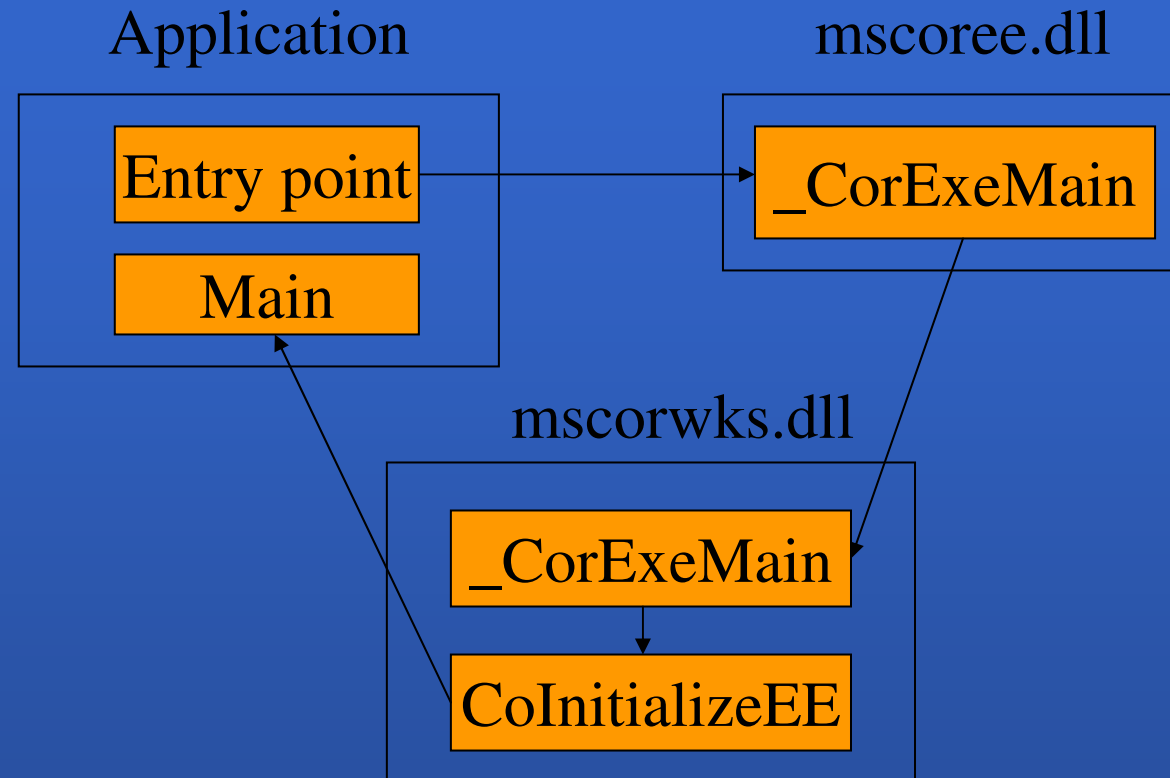 Application
mscoree.dll
Entry point
_CorExeMain
Main
mscorwks.dll
_CorExeMain
CoInitializeEE